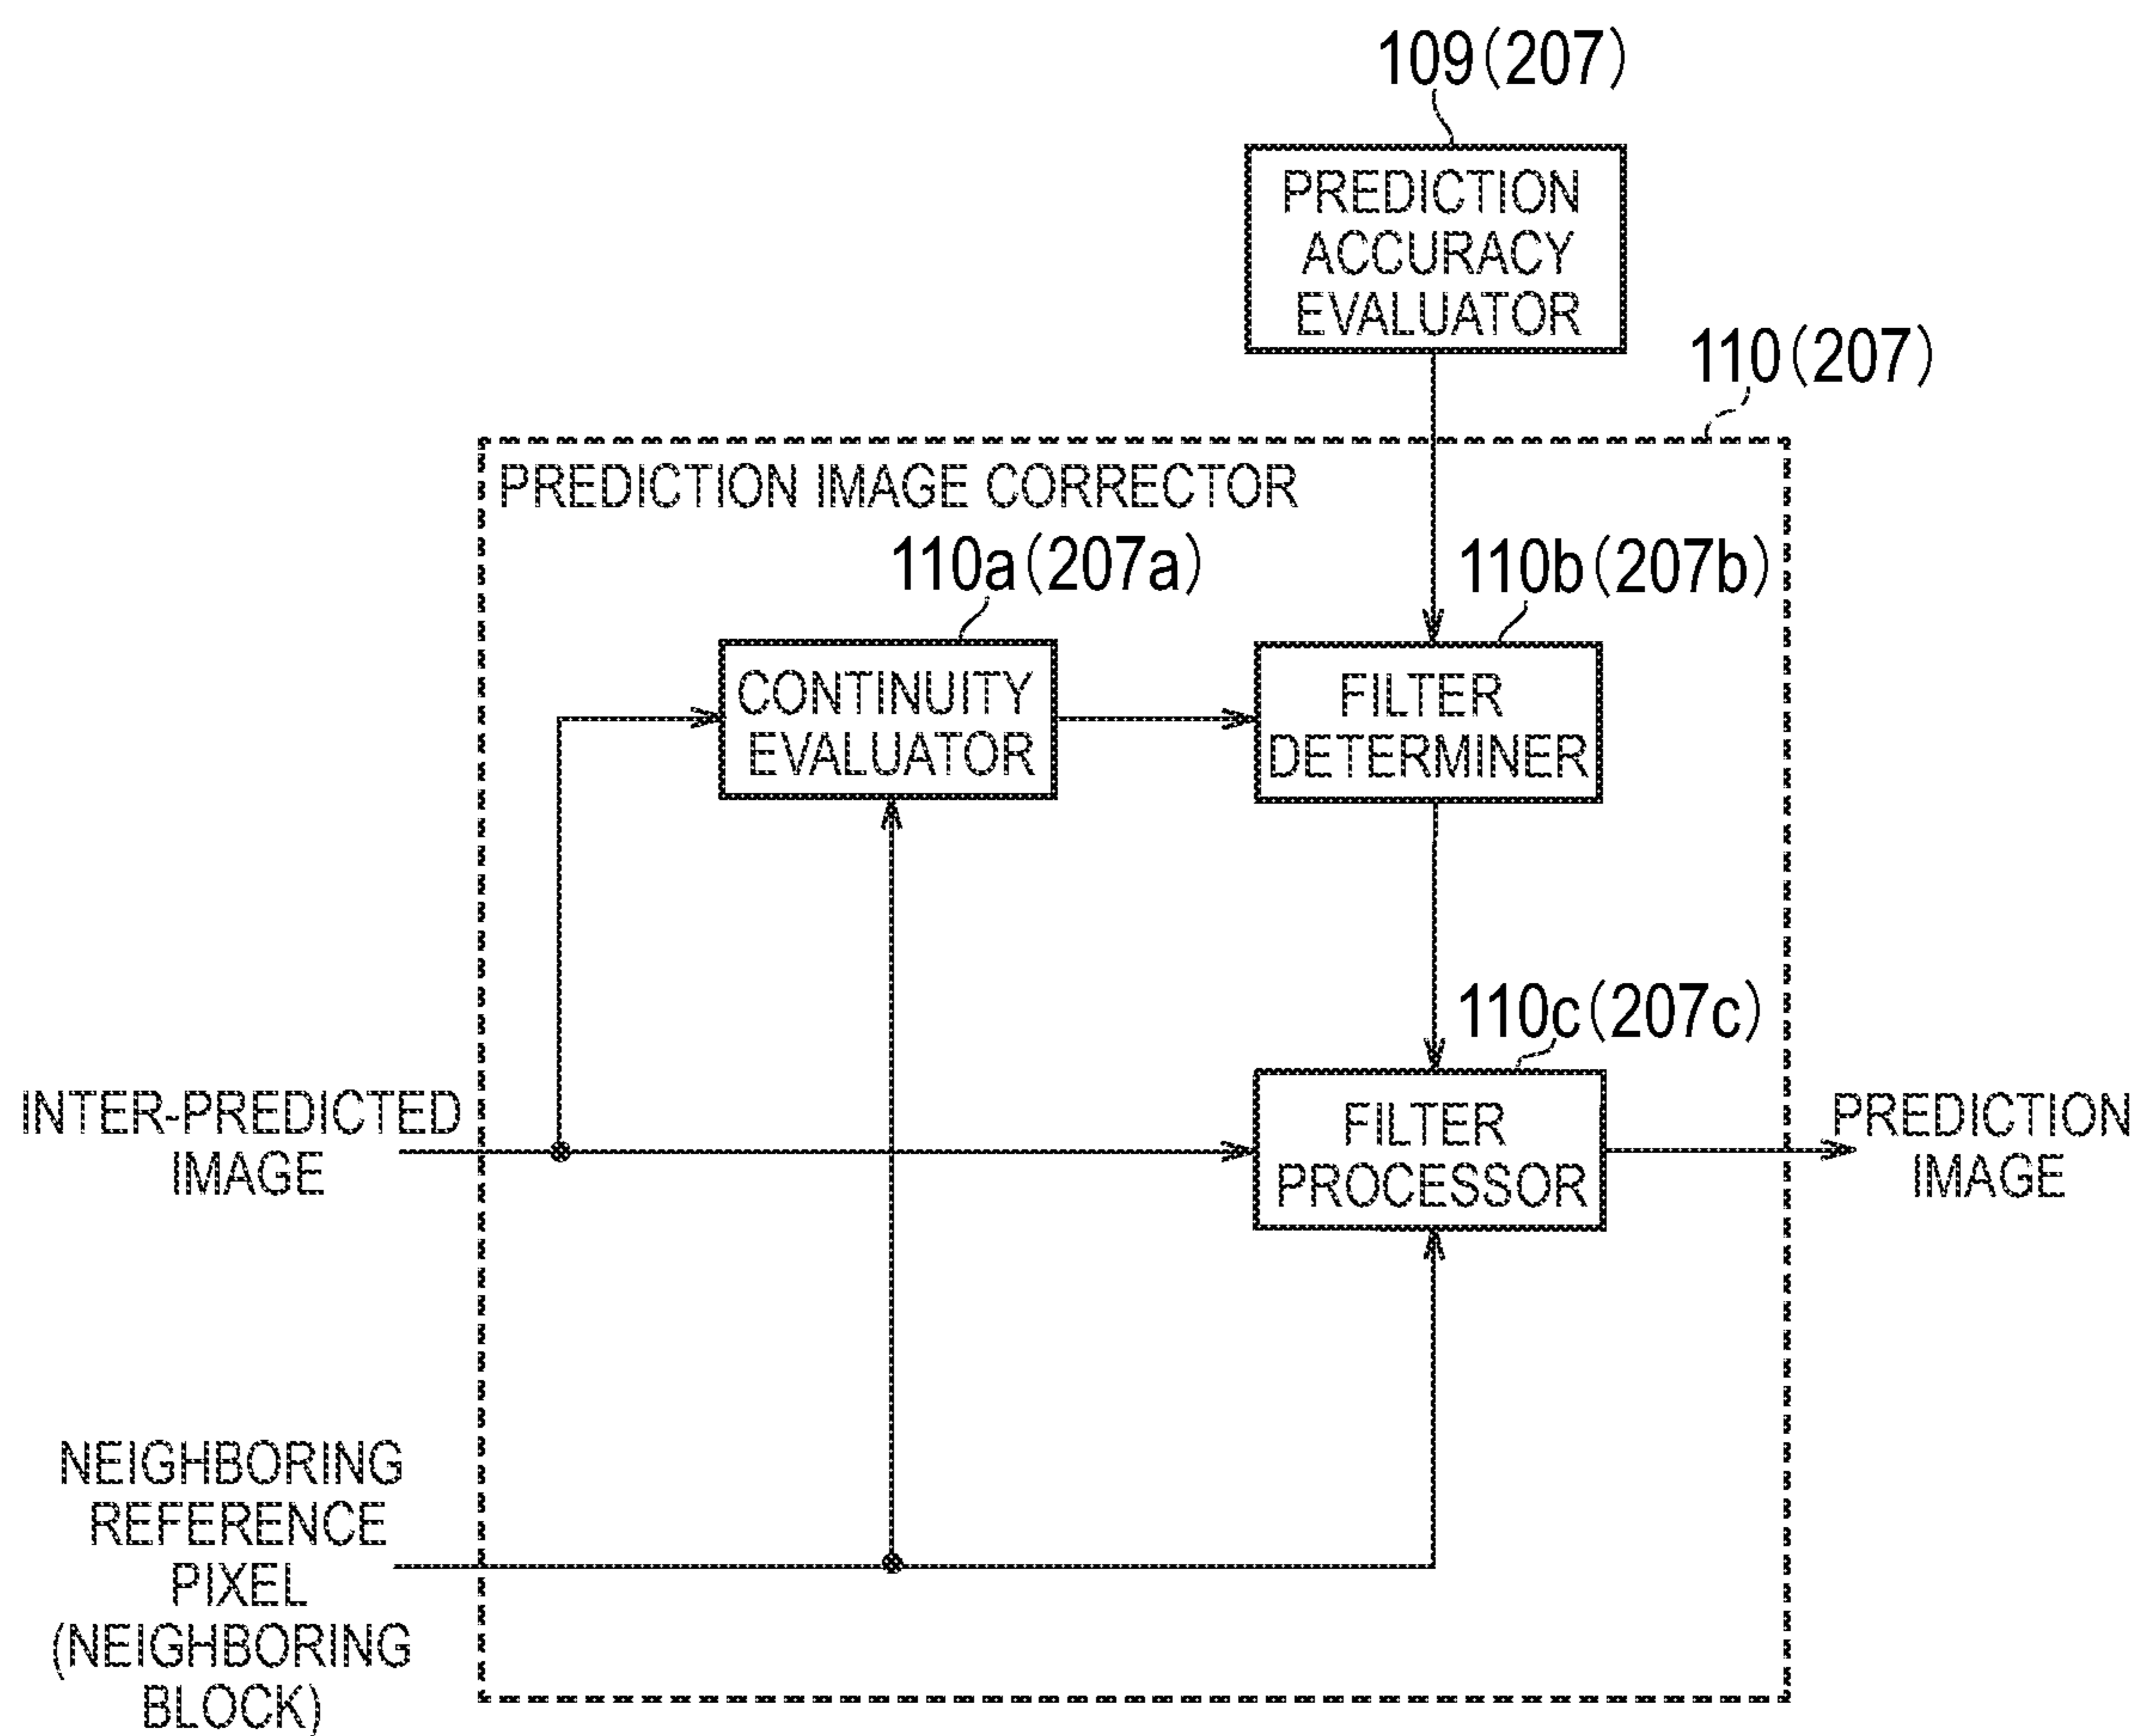 109(207)
PREDICTION
ACCURACY
EVALUATOR
110(207)
PREDICTION IMAGE CORRECTOR
110a(207a)
110b(207b)
CONTINUITY
EVALUATOR
FILTER
DETERMINER
110c(207c)
INTER-PREDICTED
IMAGE
FILTER
PROCESSOR
PREDICTION
IMAGE
NEIGHBORING
REFERENCE
PIXEL
(NEIGHBORING
BLOCK)